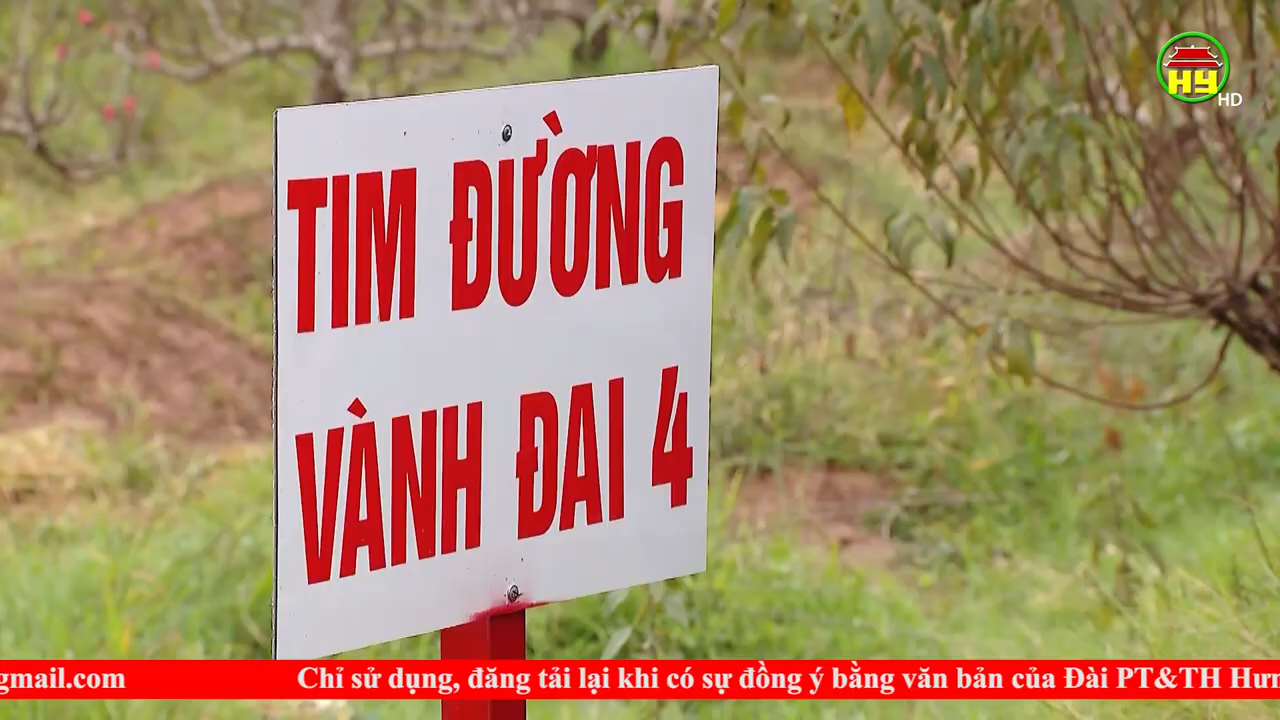 HY
HD
TIM ĐƯỜNG
VÀNH ĐAI 4
gmail.com Chỉ sử dụng, đăng tải lại khi có sự đồng ý bằng văn bản của Đài PT&TH